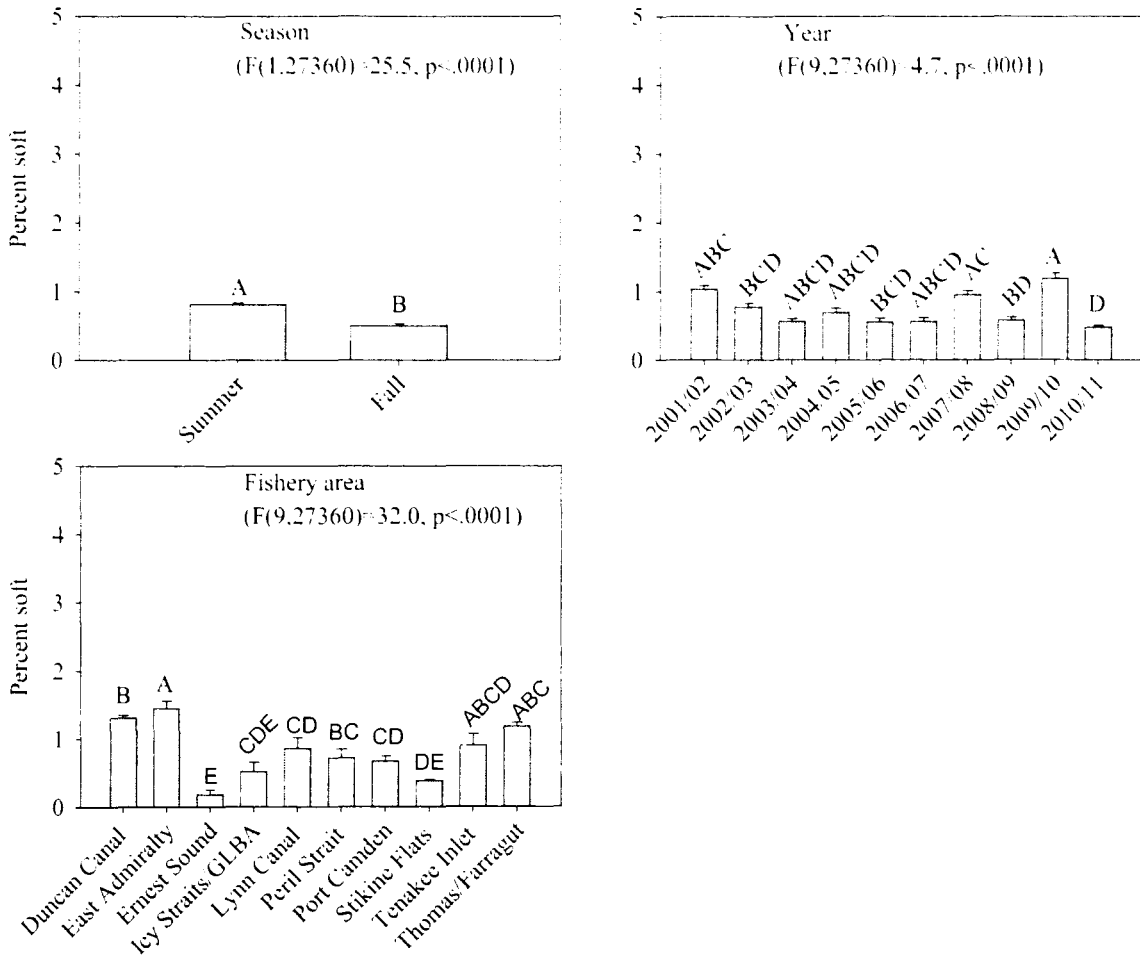 Season
(F(1,27360)=25.5, p<.0001)
Percent soft
5
4
3
2
1
0
A
B
Summer
Fall
Year
(F(9,27360)=4.7, p<.0001)
5
4
3
2
1
0
ABC
BCD
ABCD
ABCD
BCD
ABCD
AC
BD
A
D
2001/02
2002/03
2003/04
2004/05
2005/06
2006/07
2007/08
2008/09
2009/10
2010/11
Fishery area
(F(9,27360)=32.0, p<.0001)
Percent soft
5
4
3
2
1
0
B
A
E
CDE
CD
BC
CD
DE
ABCD
ABC
Duncan Canal
East Admiralty
Ernest Sound
Icy Straits/GLBA
Lynn Canal
Peril Strait
Port Camden
Stikine Flats
Tenakee Inlet
Thomas/Farragut